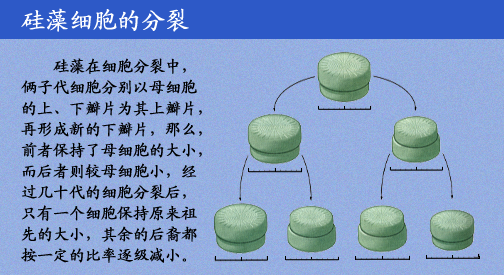 硅藻细胞的分裂
硅藻在细胞分裂中，
俩子代细胞分别以母细胞
的上、下瓣片为其上瓣片，
再形成新的下瓣片，那么，
前者保持了母细胞的大小，
而后者则较母细胞小，经
过几十代的细胞分裂后，
只有一个细胞保持原来祖
先的大小，其余的后裔都
按一定的比率逐级减小。